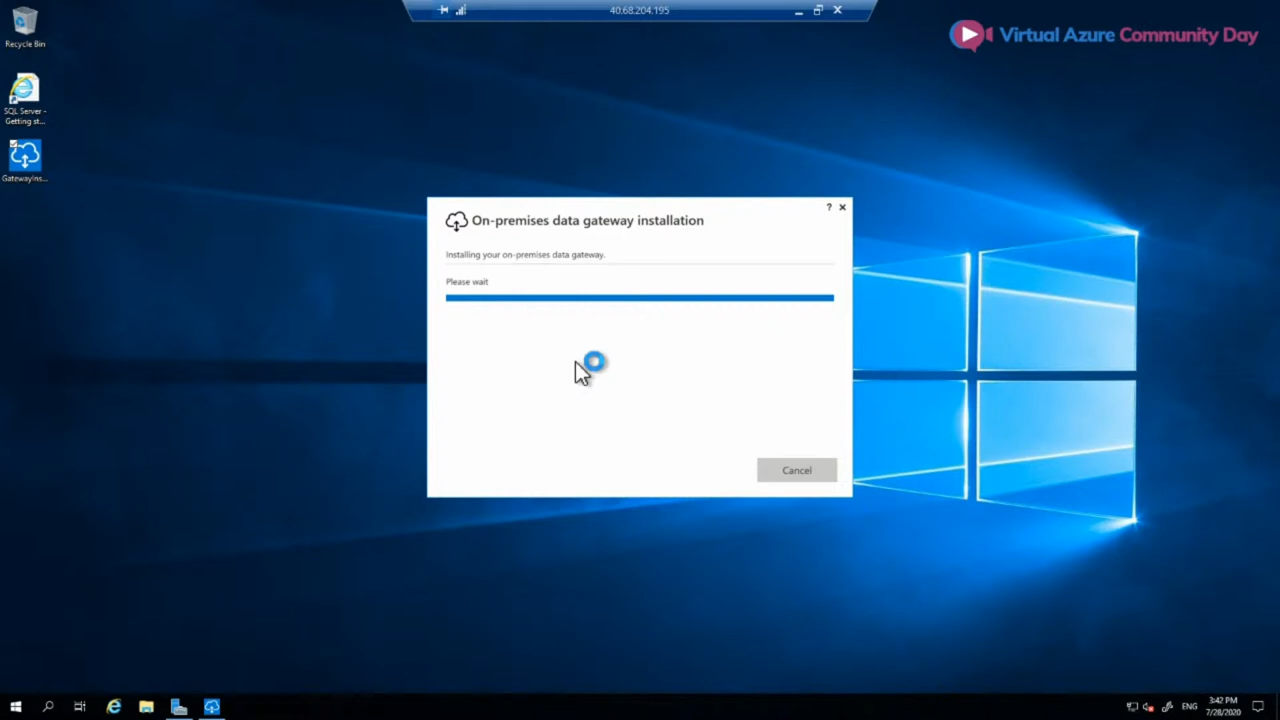 40.68.204.195
Virtual Azure Community Day
Recycle Bin
SQL Server -
Getting st...
GatewayIns...
? ×
On-premises data gateway installation
Installing your on-premises data gateway.
Please wait
Cancel
ENG
3:42 PM
7/28/2020